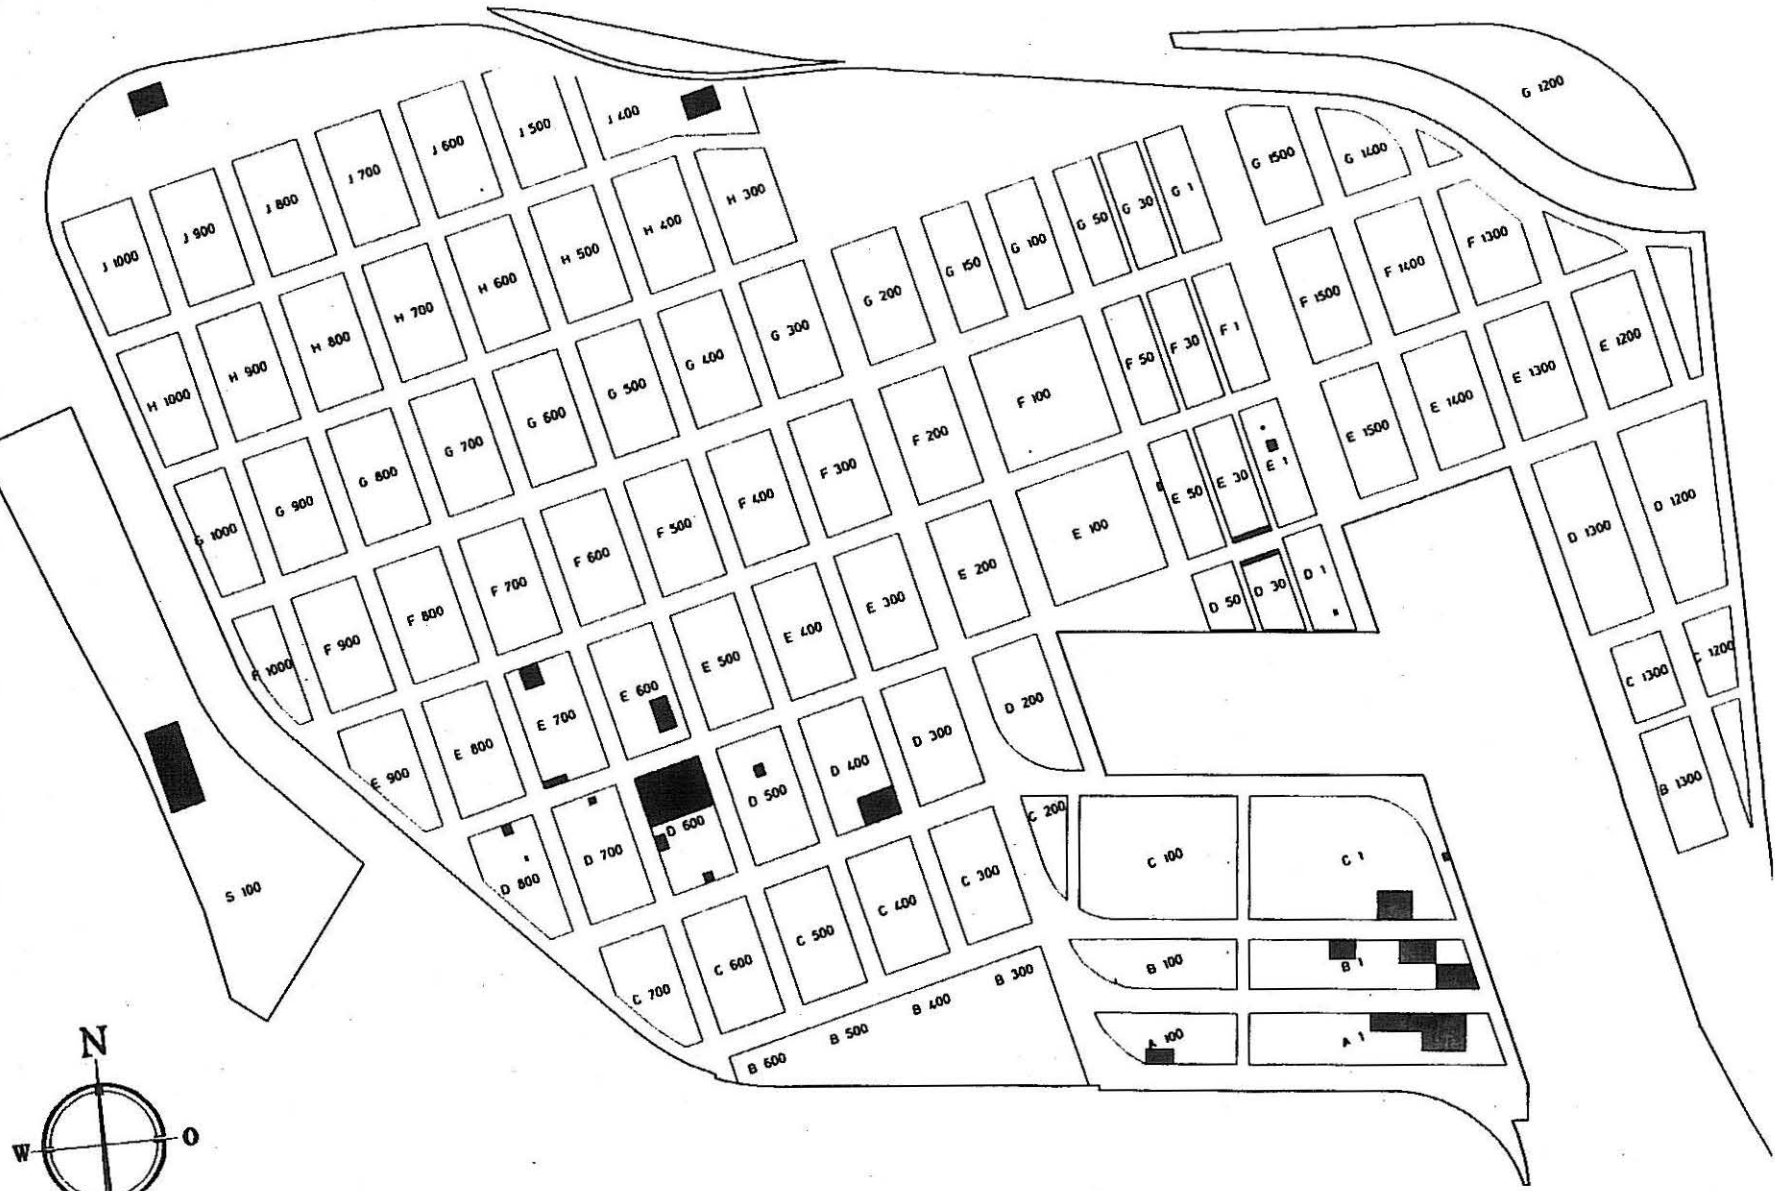 G 1200
J 400
J 500
J 600
J 700
J 800
J 900
J 1000
G 1500
G 1400
H 300
H 400
H 500
H 600
H 700
H 800
H 900
H 1000
G 1
G 30
G 50
G 100
G 150
G 200
G 300
G 400
G 500
G 600
G 700
G 800
G 900
G 1000
F 1300
F 1400
F 1500
F 1
F 30
F 50
F 100
F 200
F 300
F 400
F 500
F 600
F 700
F 800
F 900
F 1000
E 1200
E 1300
E 1400
E 1500
E 1
E 30
E 50
E 100
E 200
E 300
E 400
E 500
E 600
E 700
E 800
E 900
D 1200
D 1300
D 1
D 30
D 50
D 200
D 300
D 400
D 500
D 600
D 700
D 800
C 1200
C 1300
C 1
C 100
C 200
C 300
C 400
C 500
C 600
C 700
B 1300
B 1
B 100
B 300
B 400
B 500
B 600
A 1
A 100
S 100
N
W
O